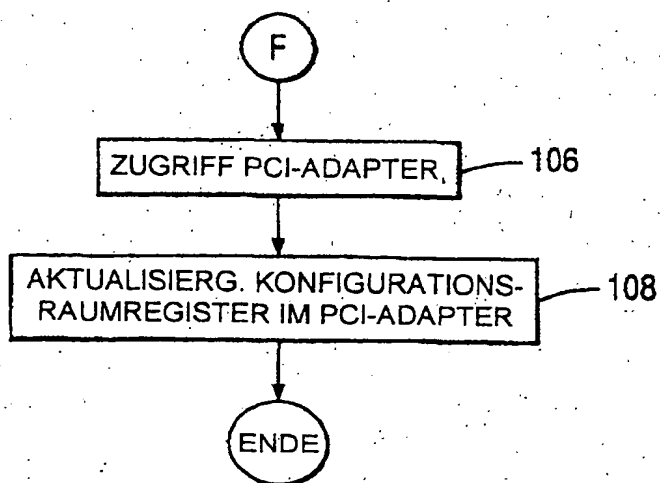 F
ZUGRIFF PCI-ADAPTER
106
AKTUALISIERG. KONFIGURATIONS-
RAUMREGISTER IM PCI-ADAPTER
108
ENDE